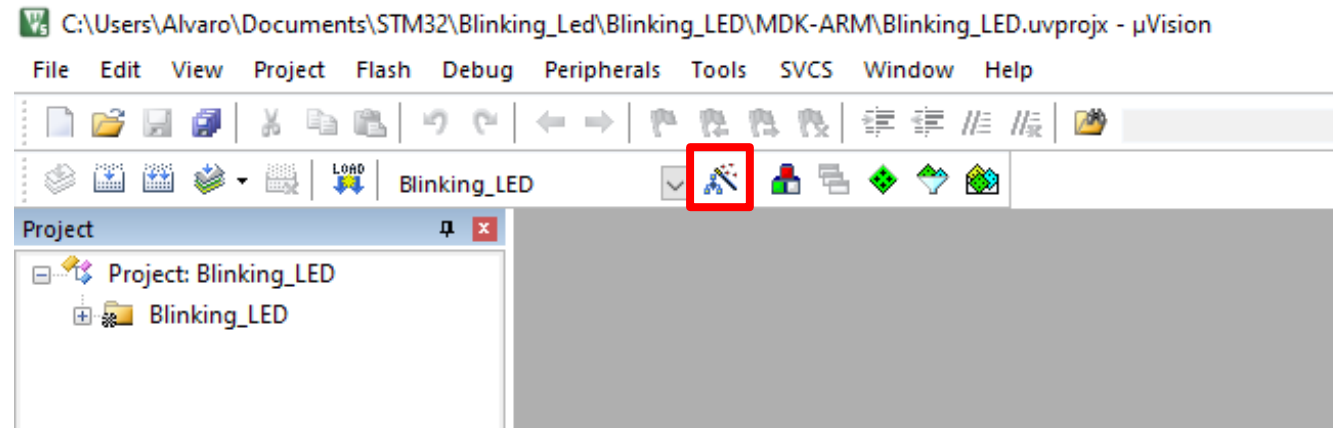 C:\Users\Alvaro\Documents\STM32\Blinking_Led\Blinking_LED\MDK-ARM\Blinking_LED.uvprojx - µVision
File Edit View Project Flash Debug Peripherals Tools SVCS Window Help
LOAD Blinking_LED
Project
Project: Blinking_LED
Blinking_LED